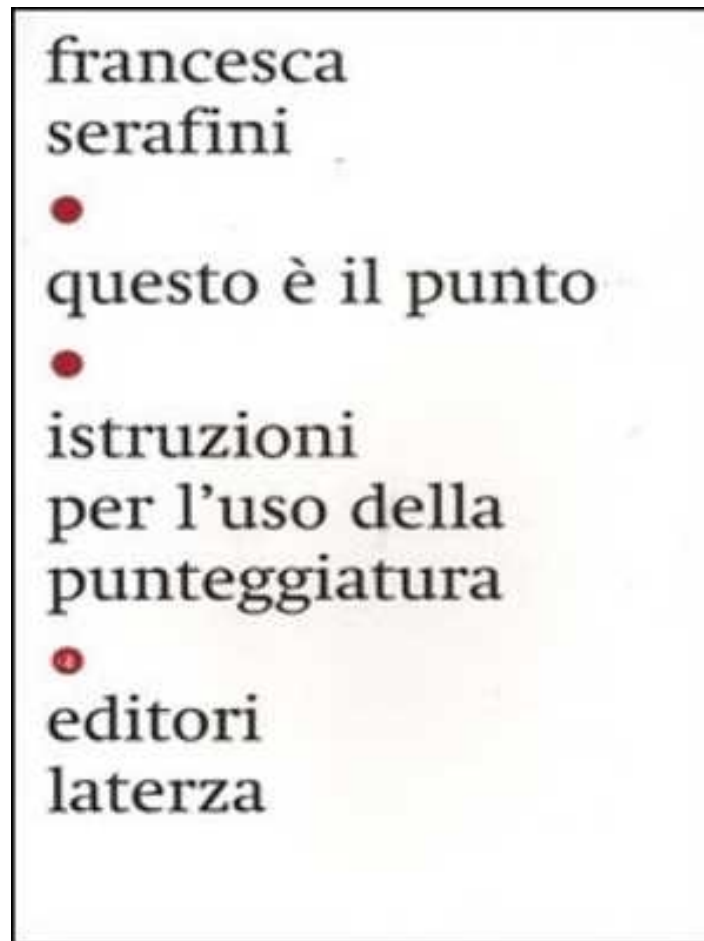 francesca
serafini
questo è il punto
istruzioni
per l’uso della
punteggiatura
editori
laterza